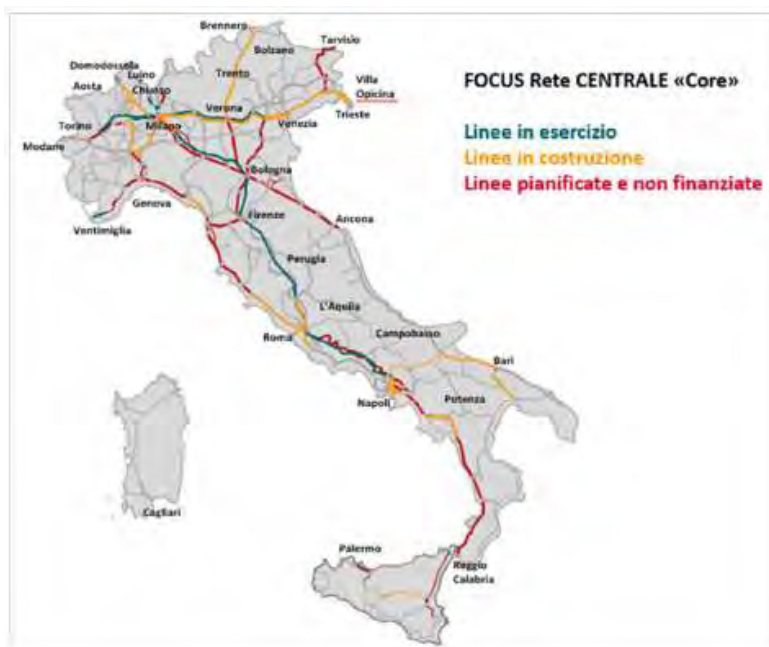 Brennero
Bolzano
Tarvisio
Domodossola
Luino
Chiasso
Aosta
Trento
Villa
Opicina
FOCUS Rete CENTRALE «Core»
Torino
Milano
Verona
Venezia
Trieste
Linee in esercizio
Modane
Linee in costruzione
Bologna
Linee pianificate e non finanziate
Genova
Firenze
Ancona
Ventimiglia
Perugia
L'Aquila
Roma
Campobasso
Bari
Napoli
Potenza
Cagliari
Palermo
Reggio
Calabria